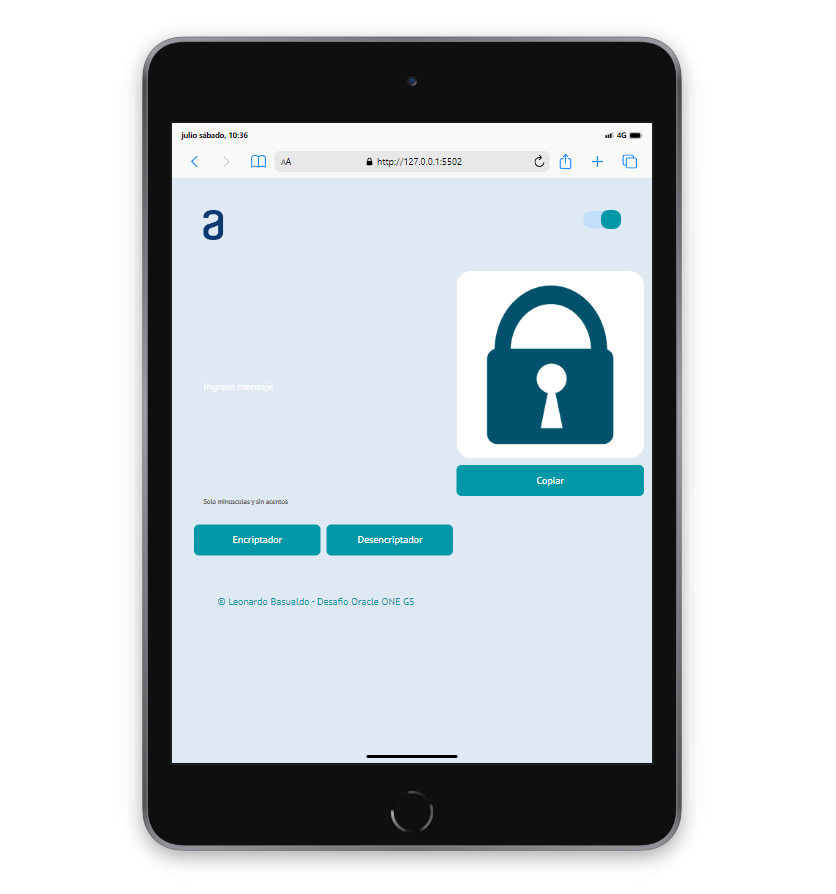 julio sábado, 10:36
4G
AA
http://127.0.0.1:5502
a
Ingrese mensaje
Copiar
Solo minúsculas y sin acentos
Encriptador
Desencriptador
© Leonardo Basualdo - Desafio Oracle ONE G5